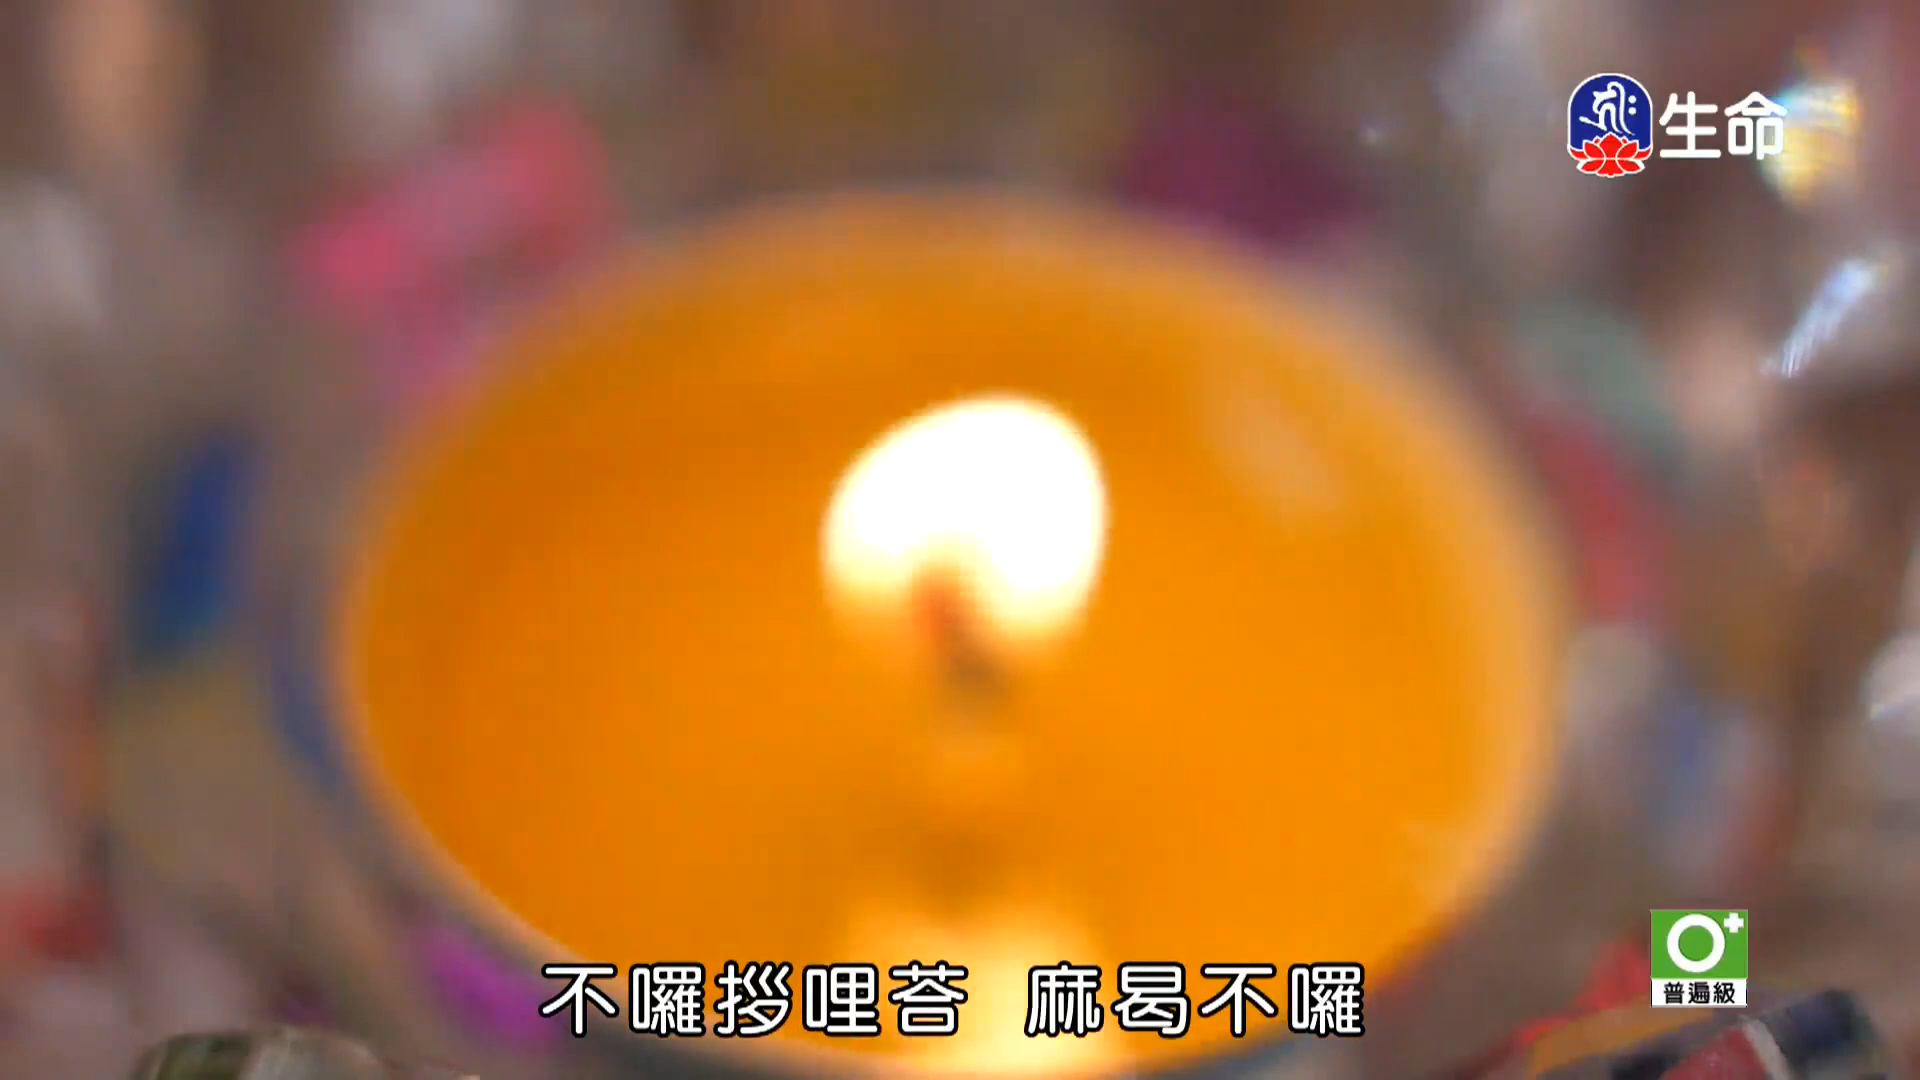 生命
不囉拶哩荅 麻曷不囉
普遍級